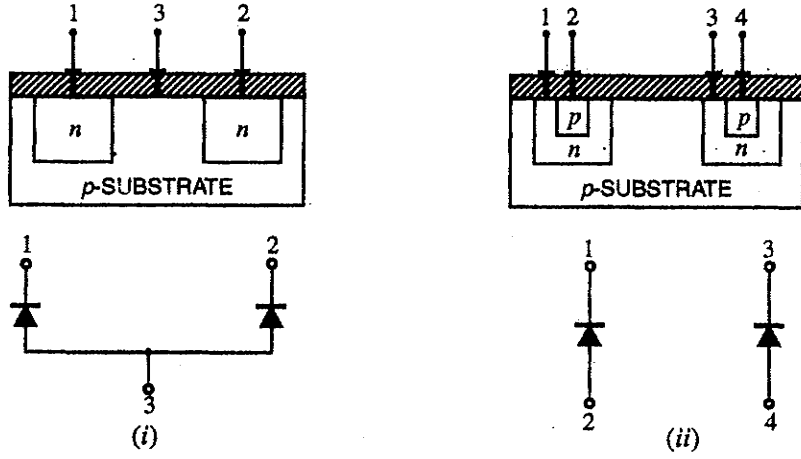 1 3 2
n n
p-SUBSTRATE
1 2
3
(i)
1 2 3 4
p p
n n
p-SUBSTRATE
1 3
2 4
(ii)